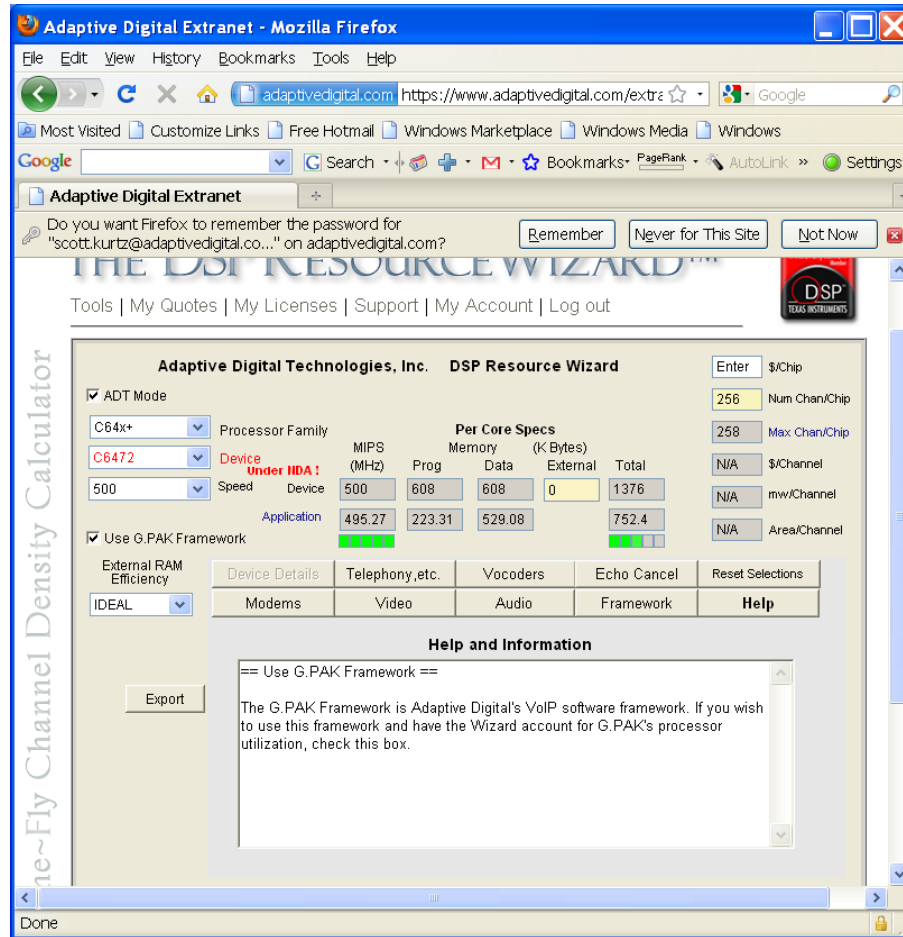 Adaptive Digital Extranet - Mozilla Firefox
File Edit View History Bookmarks Tools Help
adaptivedigital.com https://www.adaptivedigital.com/extra Google
Most Visited Customize Links Free Hotmail Windows Marketplace Windows Media Windows
Google Search Bookmarks PageRank AutoLink » Settings
Adaptive Digital Extranet
Do you want Firefox to remember the password for
"scott.kurtz@adaptivedigital.co..." on adaptivedigital.com? Remember Never for This Site Not Now
THE DSP RESOURCEWIZARD™
DSP
TEXAS INSTRUMENTS
Tools | My Quotes | My Licenses | Support | My Account | Log out
me~Fly Channel Density Calculator
Adaptive Digital Technologies, Inc. DSP Resource Wizard Enter $/Chip
ADT Mode 256 Num Chan/Chip
C64x+ Processor Family Per Core Specs 258 Max Chan/Chip
MIPS Memory (K Bytes)
C6472 Device Under NDA ! (MHz) Prog Data External Total N/A $/Channel
500 Speed Device 500 608 608 0 1376 N/A mw/Channel
Application 495.27 223.31 529.08 752.4 N/A Area/Channel
Use G.PAK Framework
External RAM
Efficiency
IDEAL
Device Details Telephony,etc. Vocoders Echo Cancel Reset Selections
Modems Video Audio Framework Help
Help and Information
Export
== Use G.PAK Framework ==
The G.PAK Framework is Adaptive Digital's VoIP software framework. If you wish
to use this framework and have the Wizard account for G.PAK's processor
utilization, check this box.
Done